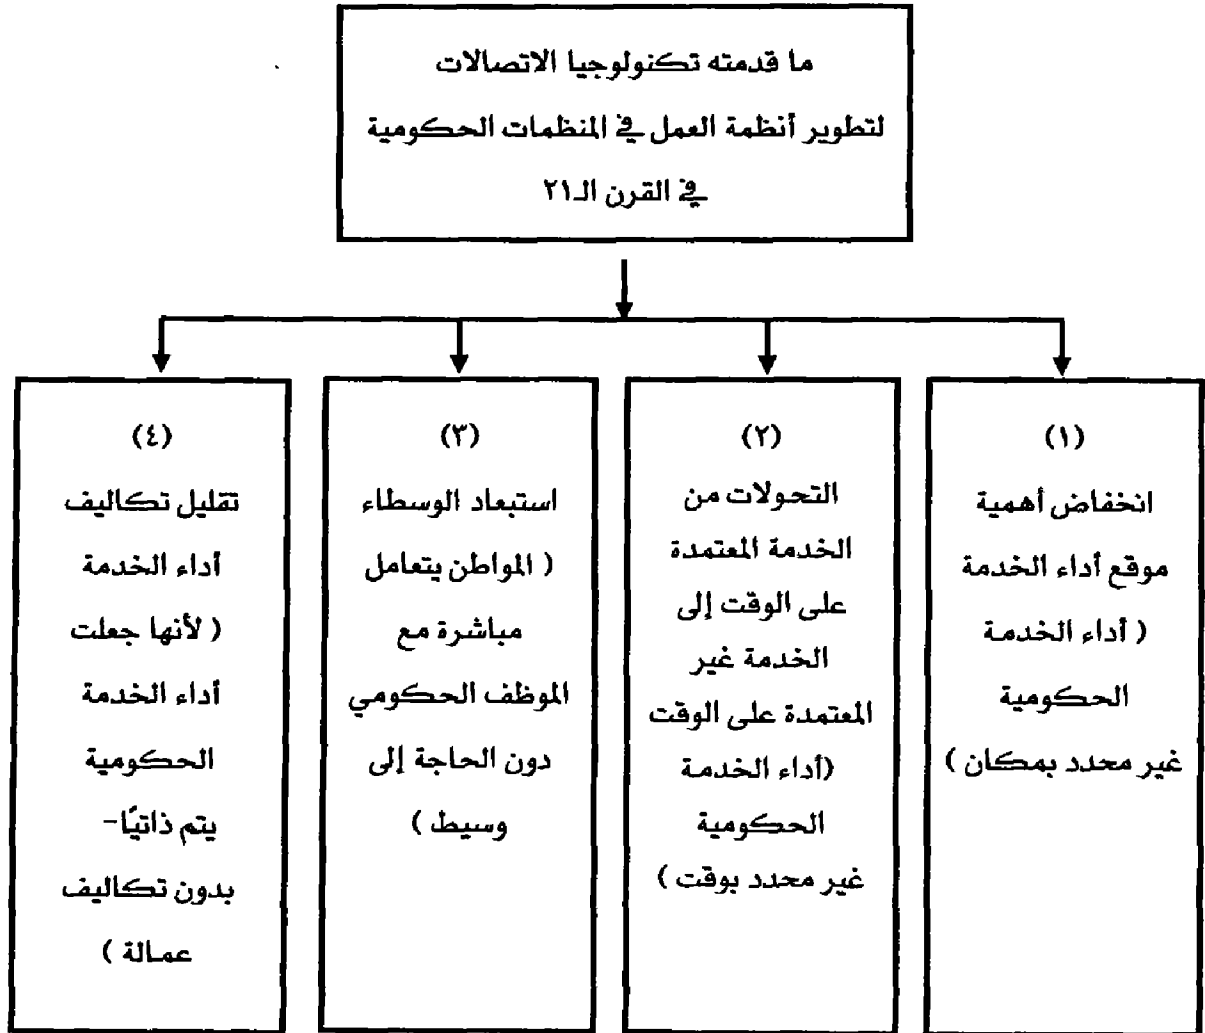 ما قدمته تكنولوجيا الاتصالات
لتطوير أنظمة العمل في المنظمات الحكومية
في القرن الـ٢١
(١)
انخفاض أهمية
موقع أداء الخدمة
( أداء الخدمة
الحكومية
غير محدد بمكان )
(٢)
التحولات من
الخدمة المعتمدة
على الوقت إلى
الخدمة غير
المعتمدة على الوقت
(أداء الخدمة
الحكومية
غير محدد بوقت )
(٣)
استبعاد الوسطاء
( المواطن يتعامل
مباشرة مع
الموظف الحكومي
دون الحاجة إلى
وسيط )
(٤)
تقليل تكاليف
أداء الخدمة
( لأنها جعلت
أداء الخدمة
الحكومية
يتم ذاتيًا-
بدون تكاليف
عمالة )